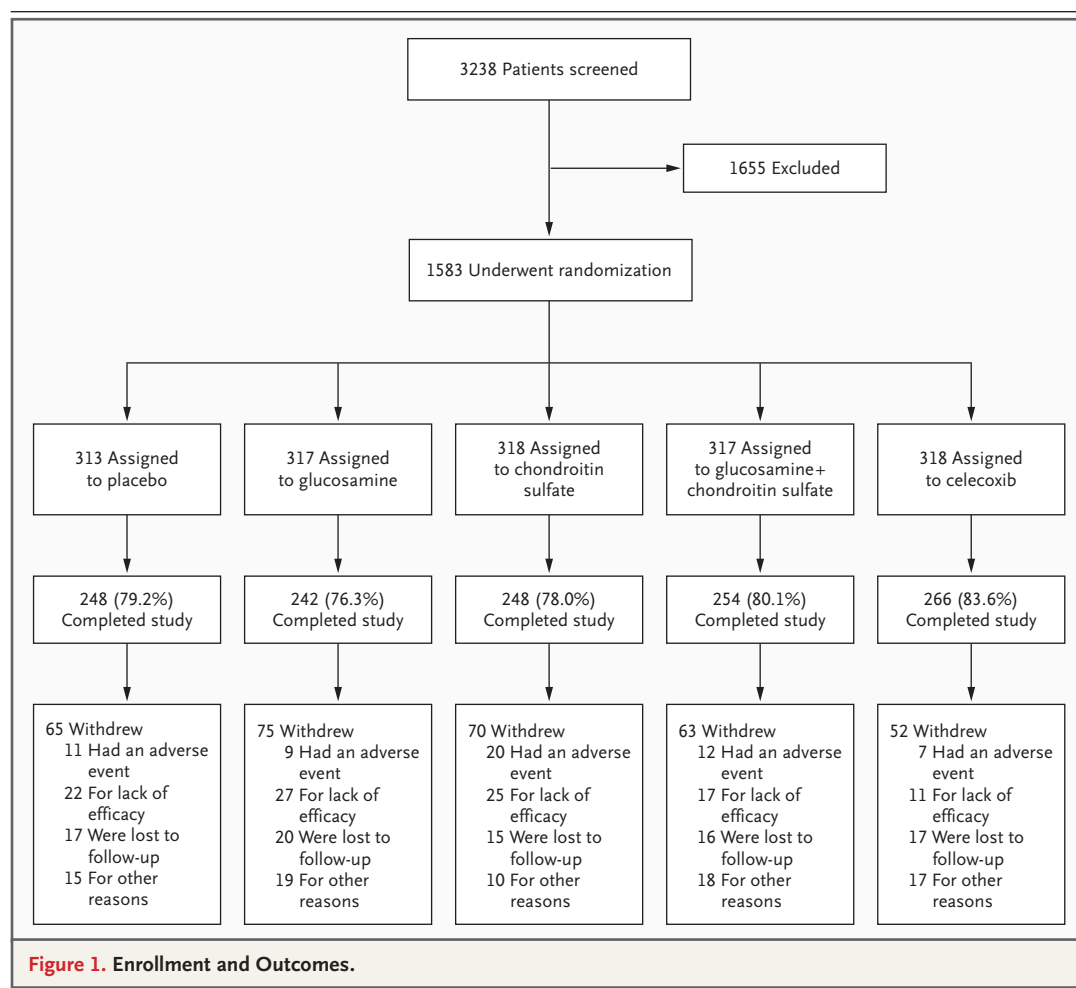 3238 Patients screened
1655 Excluded
1583 Underwent randomization
313 Assigned
to placebo
317 Assigned
to glucosamine
318 Assigned
to chondroitin
sulfate
317 Assigned
to glucosamine+
chondroitin sulfate
318 Assigned
to celecoxib
248 (79.2%)
Completed study
242 (76.3%)
Completed study
248 (78.0%)
Completed study
254 (80.1%)
Completed study
266 (83.6%)
Completed study
65 Withdrew
11 Had an adverse
event
22 For lack of
efficacy
17 Were lost to
follow-up
15 For other
reasons
75 Withdrew
9 Had an adverse
event
27 For lack of
efficacy
20 Were lost to
follow-up
19 For other
reasons
70 Withdrew
20 Had an adverse
event
25 For lack of
efficacy
15 Were lost to
follow-up
10 For other
reasons
63 Withdrew
12 Had an adverse
event
17 For lack of
efficacy
16 Were lost to
follow-up
18 For other
reasons
52 Withdrew
7 Had an adverse
event
11 For lack of
efficacy
17 Were lost to
follow-up
17 For other
reasons
Figure 1. Enrollment and Outcomes.